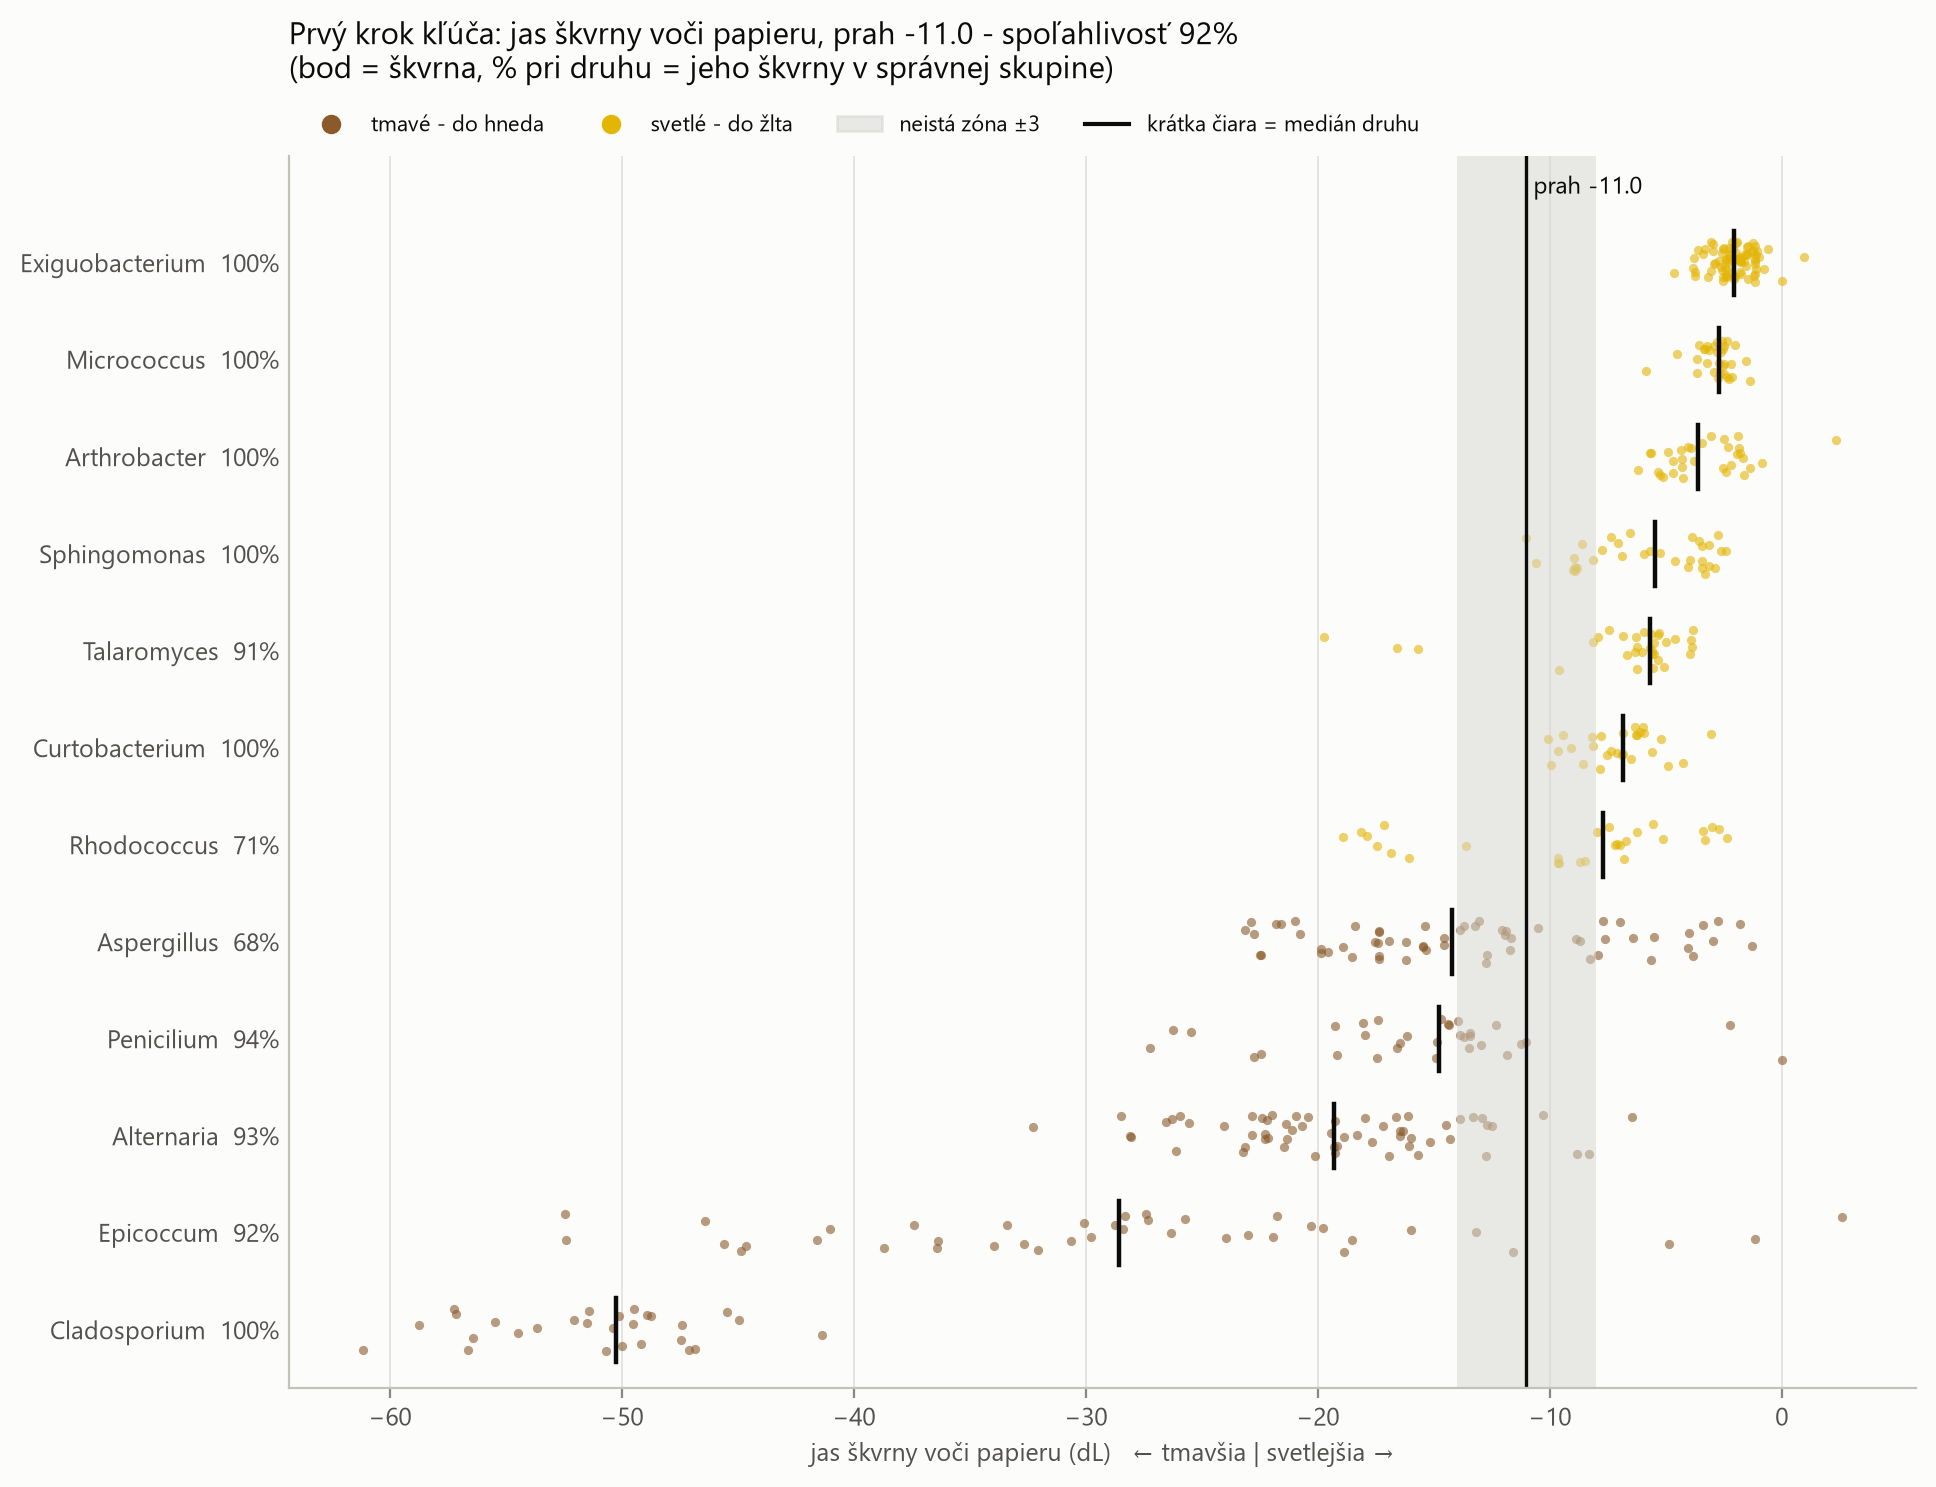 Prvý krok kľúča: jas škvrny voči papieru, prah -11.0 - spoľahlivosť 92%
(bod = škvrna, % pri druhu = jeho škvrny v správnej skupine)
tmavé - do hneda
svetlé - do žlta
neistá zóna ±3
krátka čiara = medián druhu
prah -11.0
Exiguobacterium 100%
Micrococcus 100%
Arthrobacter 100%
Sphingomonas 100%
Talaromyces 91%
Curtobacterium 100%
Rhodococcus 71%
Aspergillus 68%
Penicilium 94%
Alternaria 93%
Epicoccum 92%
Cladosporium 100%
−60 −50 −40 −30 −20 −10 0
jas škvrny voči papieru (dL) ← tmavšia | svetlejšia →